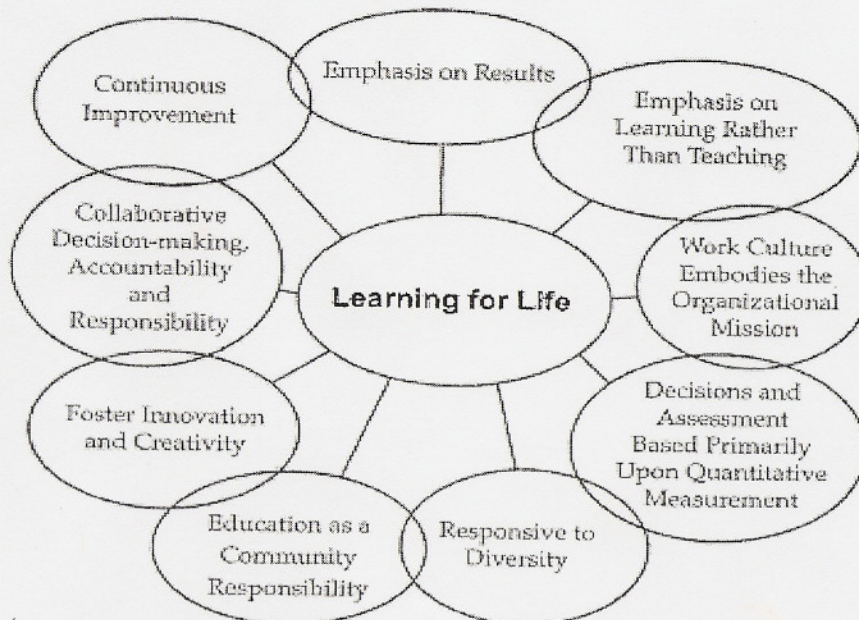 Continuous
Improvement
Emphasis on Results
Emphasis on
Learning Rather
Than Teaching
Collaborative
Decision-making,
Accountability
and
Responsibility
Learning for Life
Work Culture
Embodies the
Organizational
Mission
Foster Innovation
and Creativity
Decisions and
Assessment
Based Primarily
Upon Quantitative
Measurement
Education as a
Community
Responsibility
Responsive to
Diversity